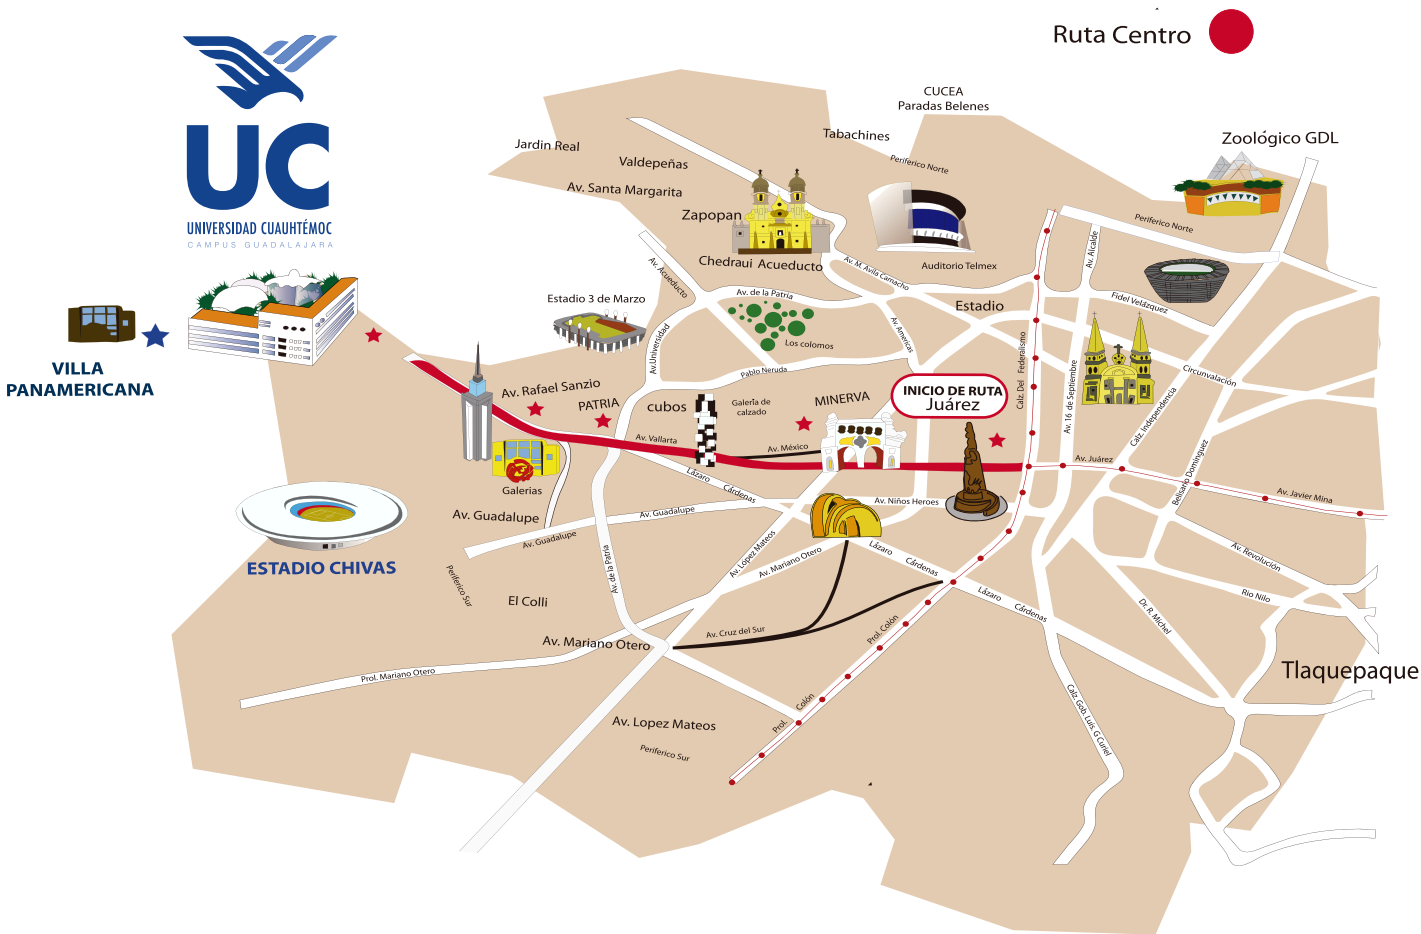 Ruta Centro
UC
UNIVERSIDAD CUAUHTÉMOC
CAMPUS GUADALAJARA
CUCEA
Paradas Belenes
Tabachines
Periferico Norte
Zoológico GDL
Jardin Real
Valdepeñas
Av. Santa Margarita
Zapopan
Chedraui Acueducto
Auditorio Telmex
Periferico Norte
Av. Alcalde
Av. Acueducto
Av. M. Avila Camacho
Av. de la Patria
Estadio
Fidel Velázquez
Estadio 3 de Marzo
Av.Universidad
Los colomos
Av. Americas
Calz. Del Federalismo
Pablo Neruda
Circunvalación
VILLA
PANAMERICANA
Av. Rafael Sanzio
PATRIA
cubos
Galería de
calzado
MINERVA
INICIO DE RUTA
Juárez
Av. 16 de Septiembre
Calz. Independencia
Belisario Dominguez
Av. Vallarta
Av. México
Av. Juárez
Av. Javier Mina
Galerias
Lázaro Cárdenas
Av. Niños Heroes
Av. Guadalupe
Av. Guadalupe
Av. Guadalupe
ESTADIO CHIVAS
Periferico Sur
Av. de la Patria
Av. Lopez Mateos
Av. Mariano Otero
Lázaro Cárdenas
Av. Revolución
Rio Nilo
El Colli
Lázaro Cárdenas
Dr. R. Michel
Av. Cruz del Sur
Prol. Colón
Av. Mariano Otero
Prol. Mariano Otero
Tlaquepaque
Prol. Colón
Calz. Gob. Luis. G Curiel
Av. Lopez Mateos
Periferico Sur